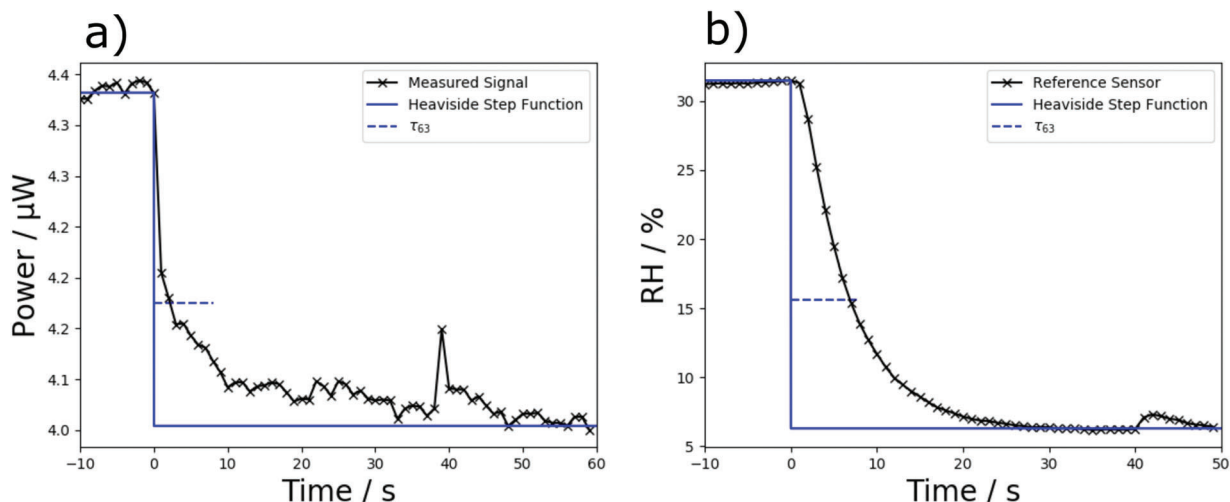 a)
4.4
4.3
4.3
4.2
4.2
4.2
4.1
4.0
Power / µW
Measured Signal
Heaviside Step Function
τ63
−10 0 10 20 30 40 50 60
Time / s
b)
30
25
20
15
10
5
RH / %
Reference Sensor
Heaviside Step Function
τ63
−10 0 10 20 30 40 50
Time / s